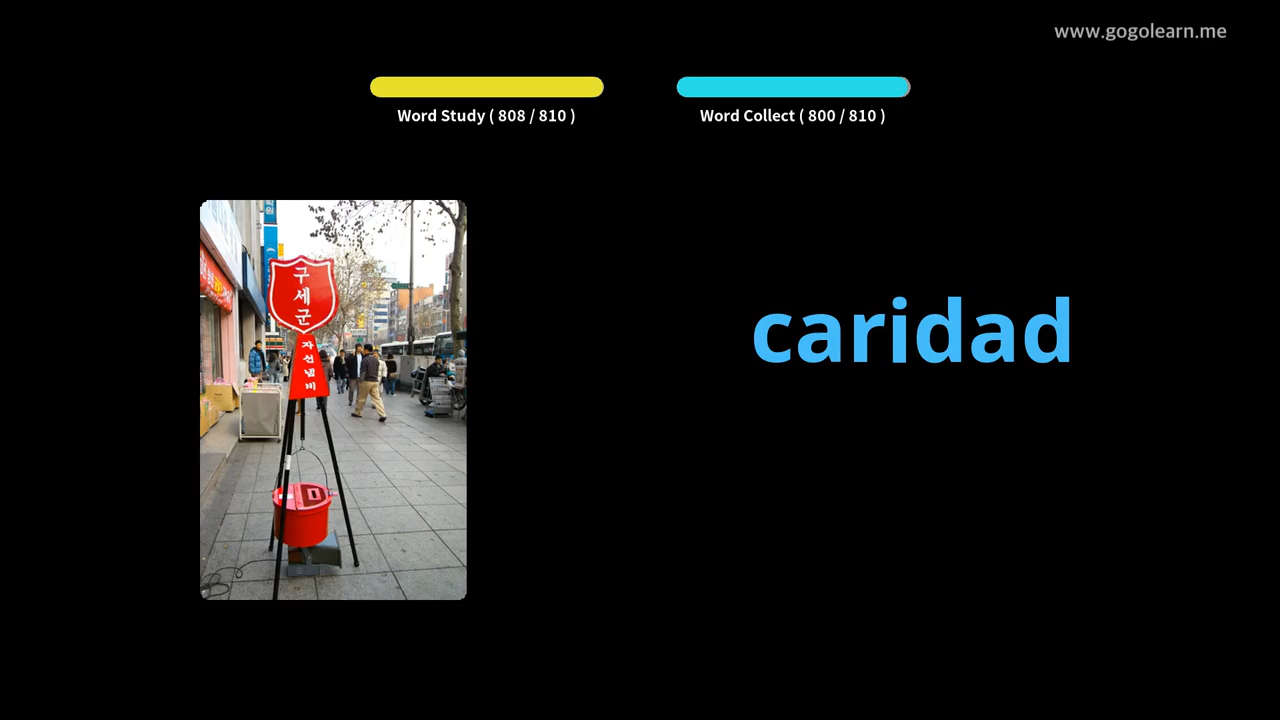 www.gogolearn.me
Word Study ( 808 / 810 )
Word Collect ( 800 / 810 )
구
세
군
자
선
냄
비
caridad